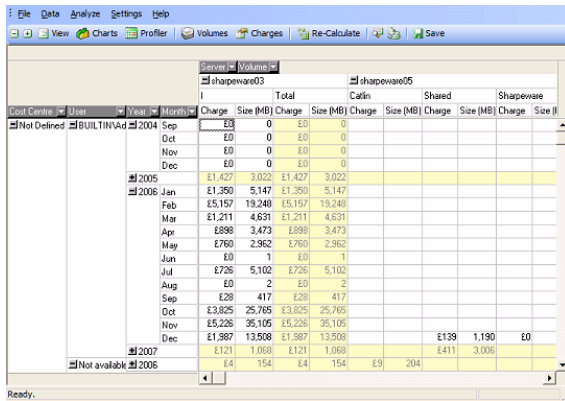 File Data Analyze Settings Help
View Charts Profiler Volumes Charges Re-Calculate Save
Server Volume
sharpeware03 sharpeware05
I Total Catlin Shared Sharpeware
Cost Centre User Year Month Charge Size (MB) Charge Size (MB) Charge Size (MB) Charge Size (MB) Charge Size (
Not Defined BUILTIN\Ad 2004 Sep £0 0 £0 0
Oct £0 0 £0 0
Nov £0 0 £0 0
Dec £0 0 £0 0
2005 £1,427 3,022 £1,427 3,022
2006 Jan £1,350 5,147 £1,350 5,147
Feb £5,157 19,248 £5,157 19,248
Mar £1,211 4,631 £1,211 4,631
Apr £898 3,473 £898 3,473
May £760 2,962 £760 2,962
Jun £0 1 £0 1
Jul £726 5,102 £726 5,102
Aug £0 2 £0 2
Sep £28 417 £28 417
Oct £3,825 25,765 £3,825 25,765
Nov £5,226 35,105 £5,226 35,105
Dec £1,987 13,508 £1,987 13,508 £139 1,190 £0
2007 £121 1,068 £121 1,068 £411 3,006
Not available 2006 £4 154 £4 154 £9 204
Ready.